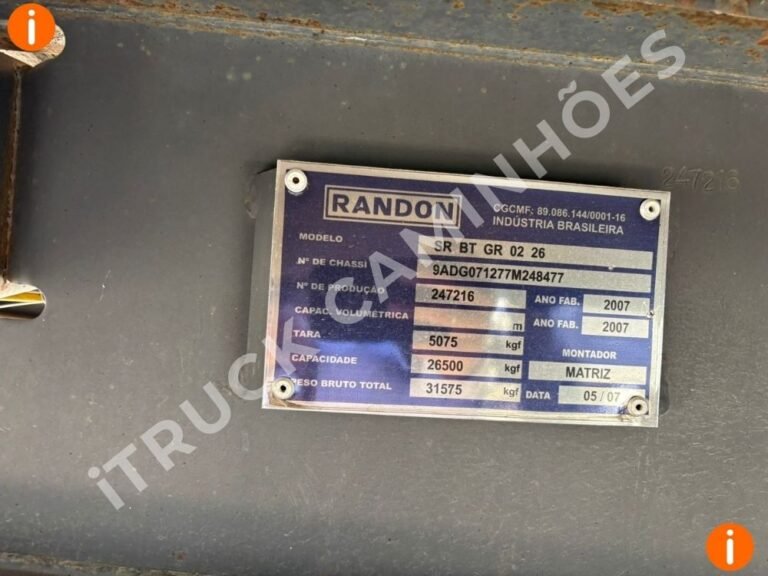 i
iTRUCK CAMINHÕES
247216
RANDON
CGCMF: 89.086.144/0001-16
INDÚSTRIA BRASILEIRA
MODELO SR BT GR 02 26
Nº DE CHASSI 9ADG071277M248477
Nº DE PRODUÇÃO 247216 ANO FAB. 2007
CAPAC. VOLUMÉTRICA m ANO FAB. 2007
TARA 5075 kgf
MONTADOR
CAPACIDADE 26500 kgf MATRIZ
PESO BRUTO TOTAL 31575 kgf DATA 05 / 07
i